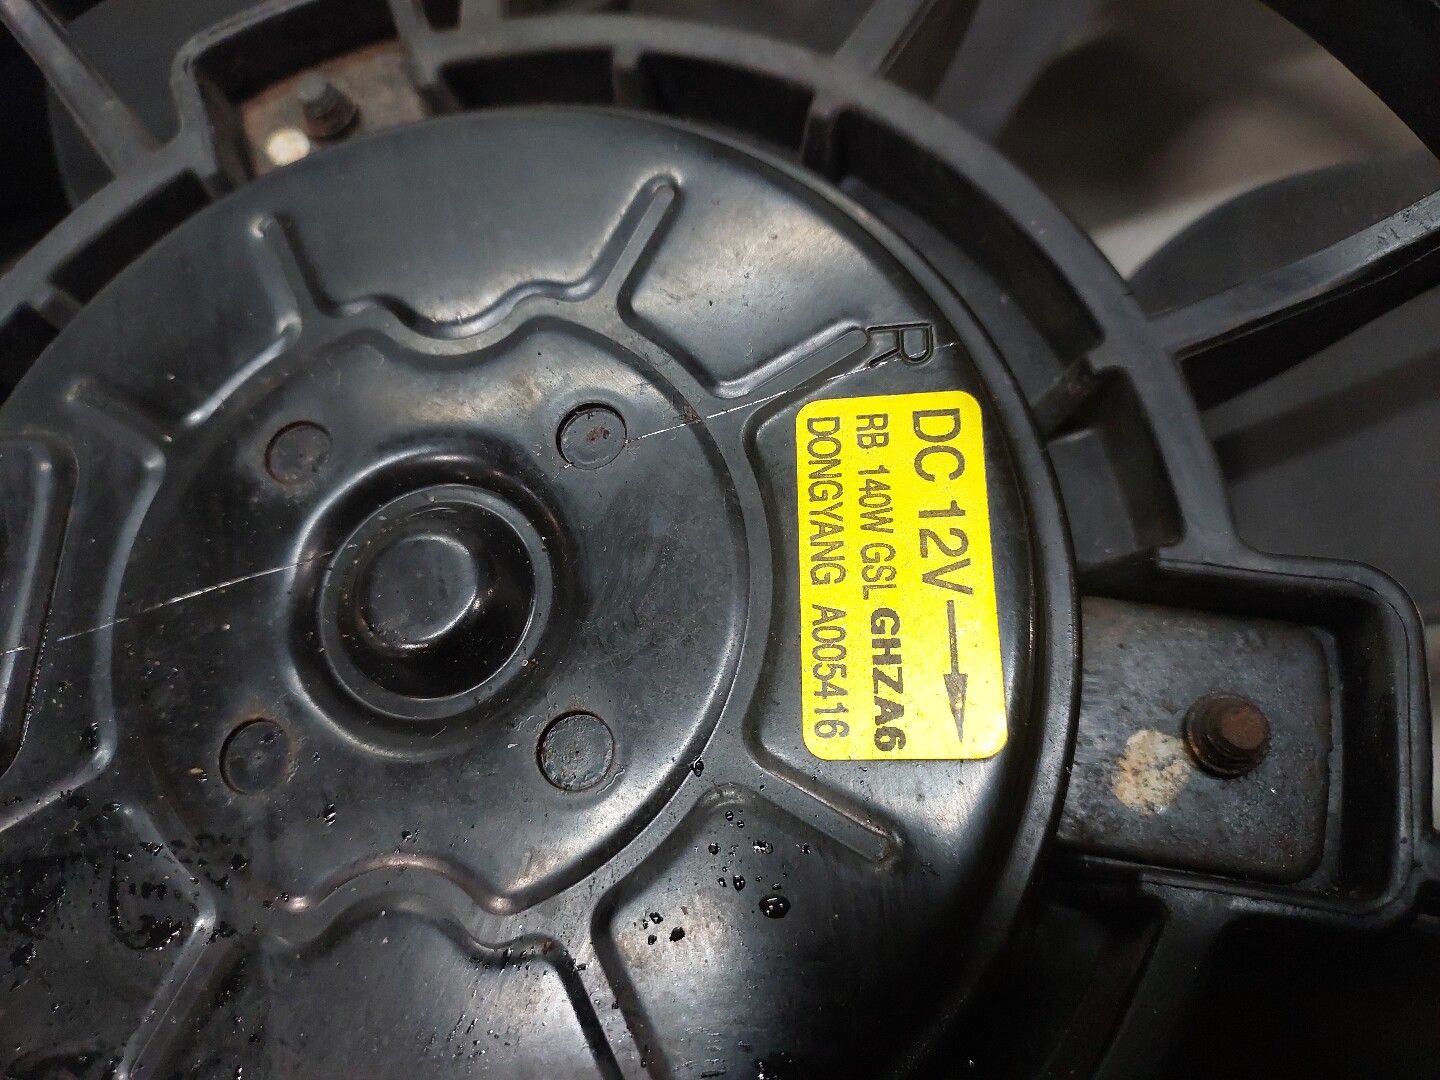 R
DC 12V →
RB 140W GSL GHZA6
DONGYANG A005416